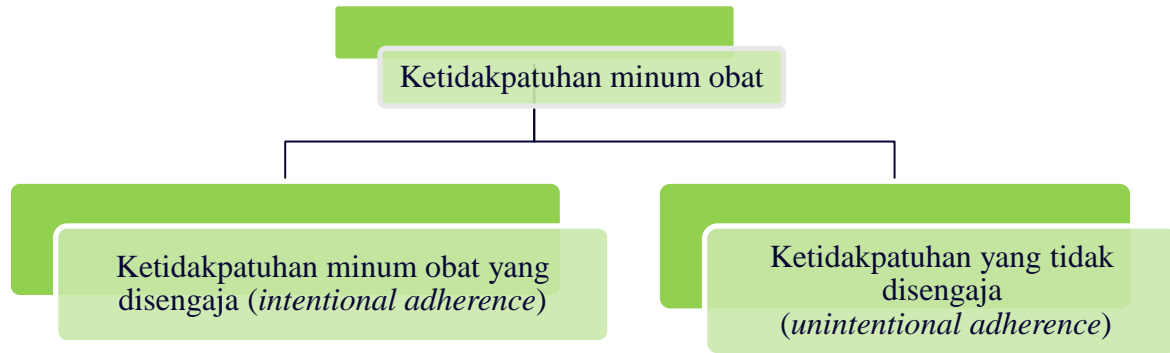 Ketidakpatuhan minum obat
Ketidakpatuhan minum obat yang
disengaja (intentional adherence)
Ketidakpatuhan yang tidak
disengaja
(unintentional adherence)